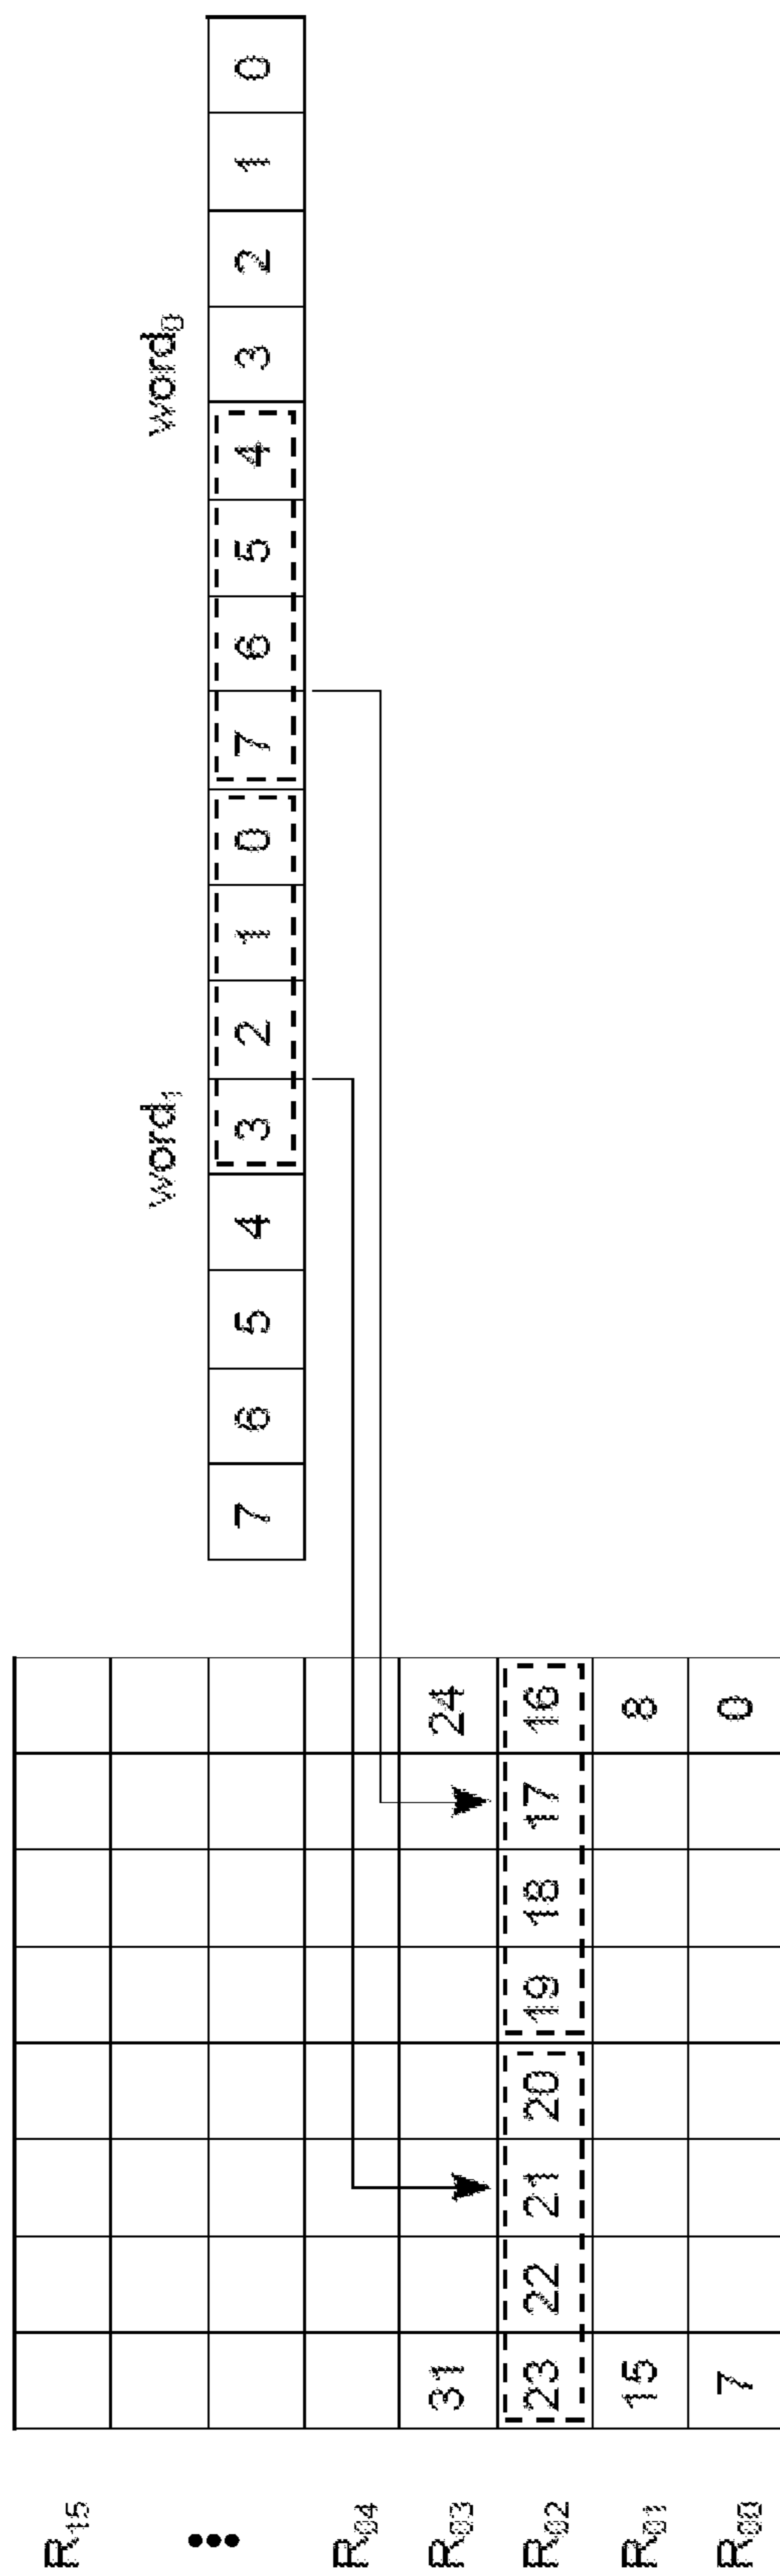 R₁₅
⋮
R₀₄
R₀₃ 31 24
R₀₂ 23 22 21 20 19 18 17 16
R₀₁ 15 8
R₀₀ 7 0
word₁ word₀
7 6 5 4 3 2 1 0 7 6 5 4 3 2 1 0